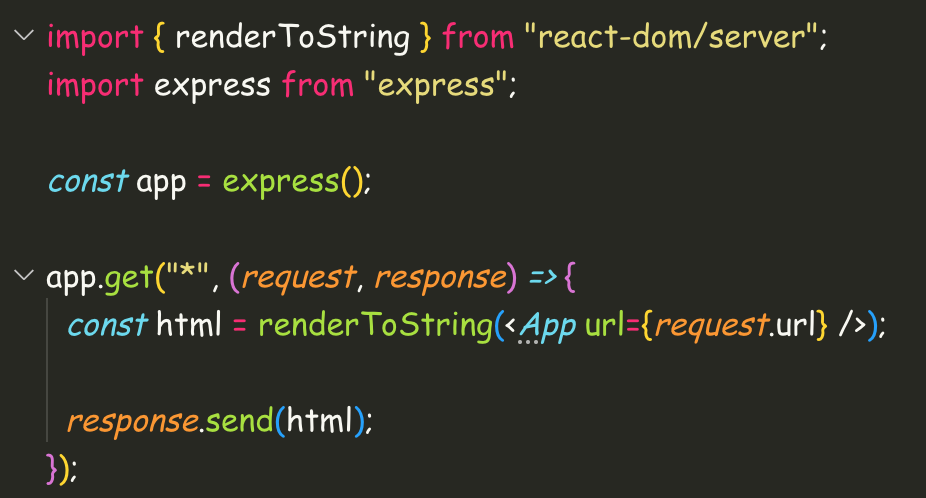 import { renderToString } from "react-dom/server";
import express from "express";
const app = express();
app.get("*", (request, response) => {
const html = renderToString(<App url={request.url} />);
response.send(html);
});